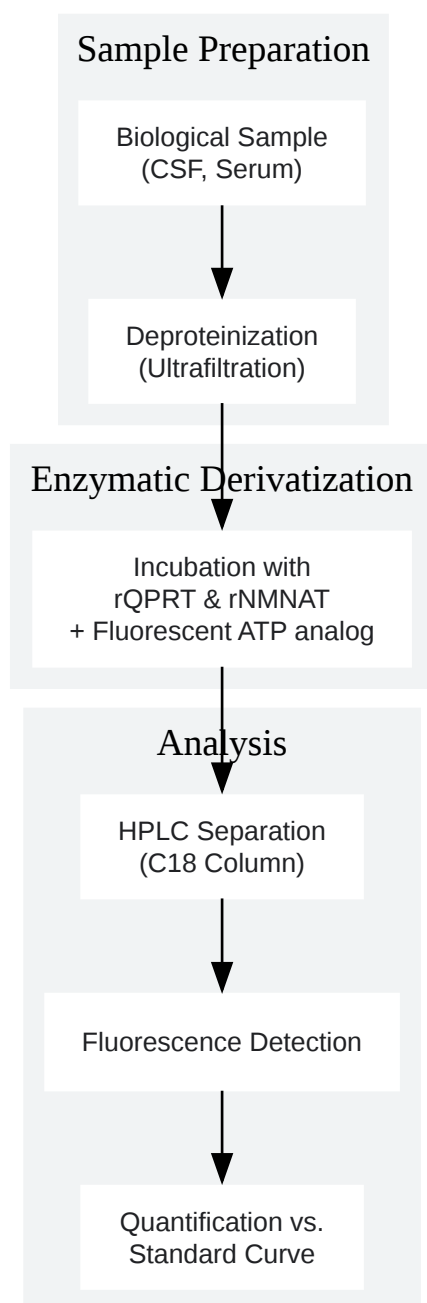 Sample Preparation
Biological Sample
(CSF, Serum)
Deproteinization
(Ultrafiltration)
Enzymatic Derivatization
Incubation with
rQPRT & rNMNAT
+ Fluorescent ATP analog
Analysis
HPLC Separation
(C18 Column)
Fluorescence Detection
Quantification vs.
Standard Curve